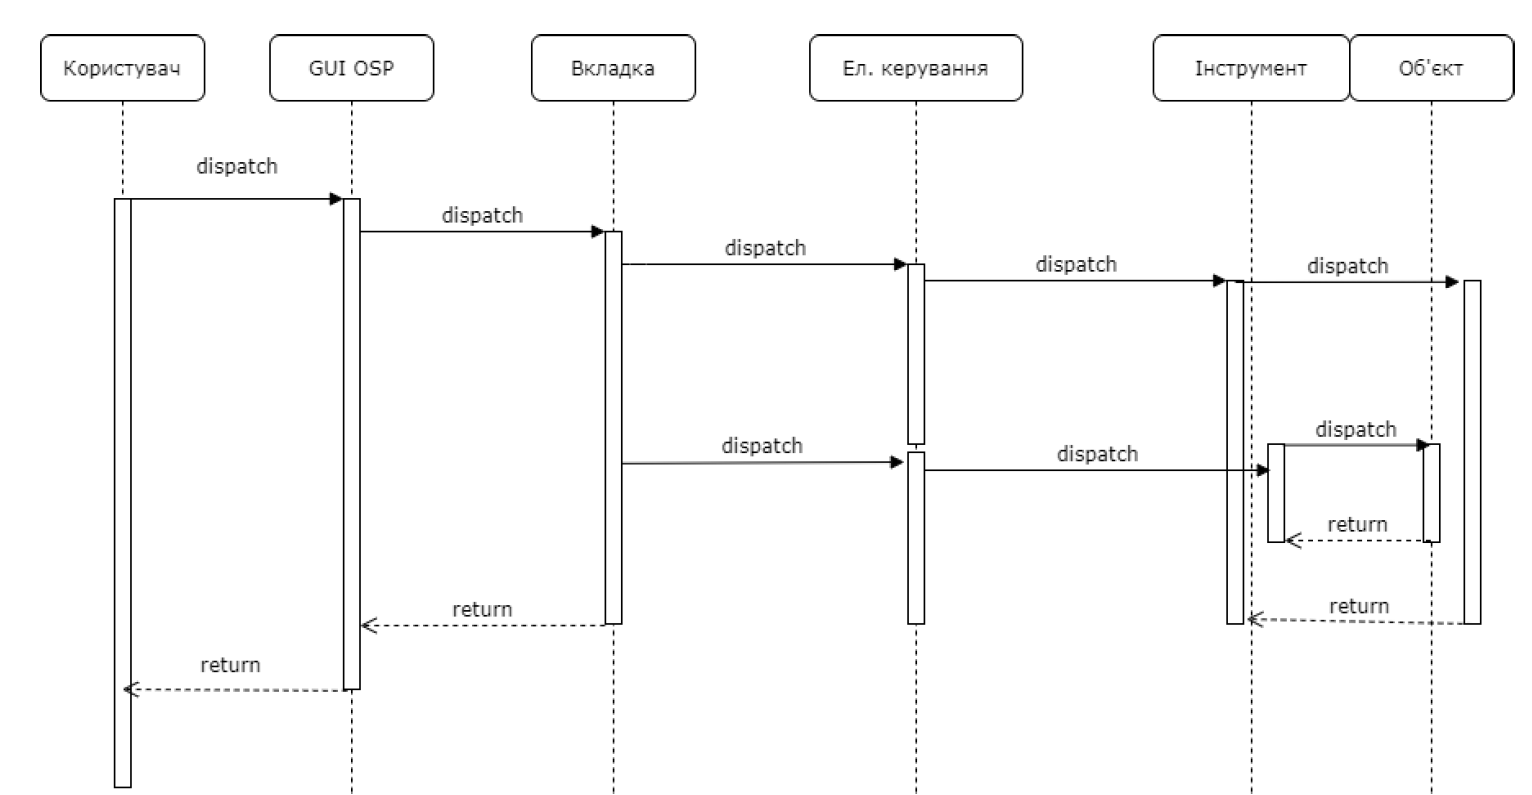 Користувач
GUI OSP
Вкладка
Ел. керування
Інструмент
Об'єкт
dispatch
dispatch
dispatch
dispatch
dispatch
dispatch
dispatch
dispatch
return
return
return
return